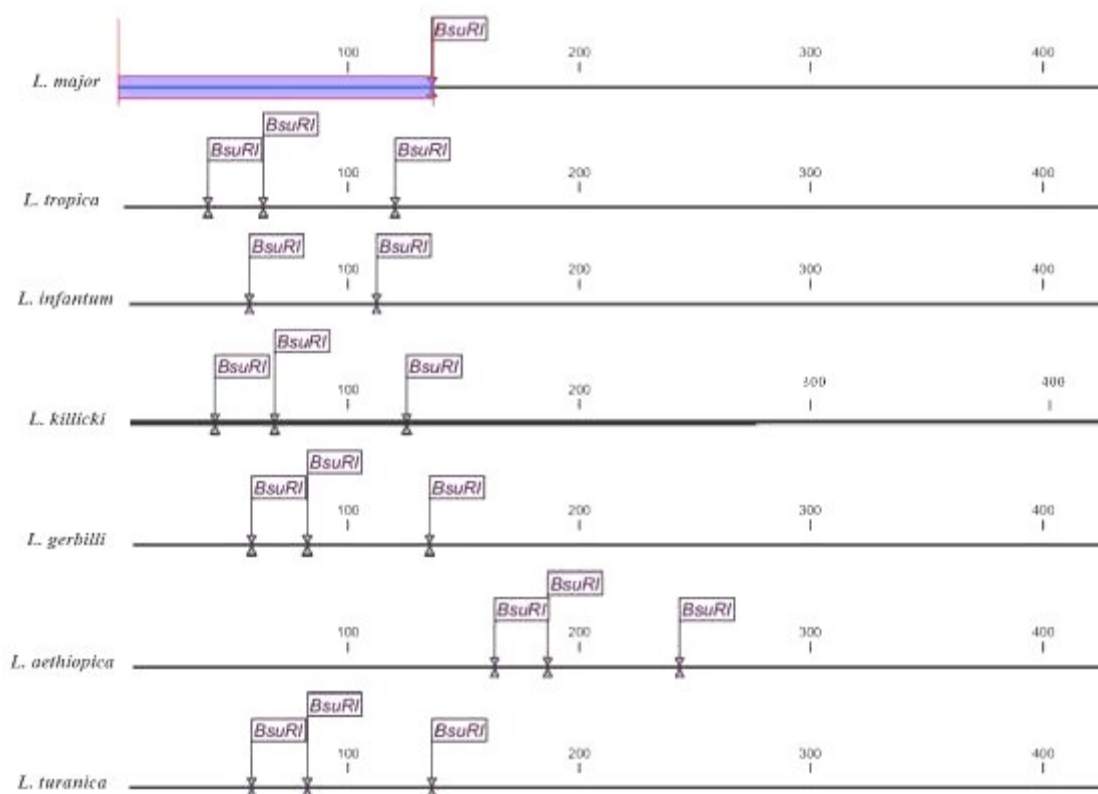 BsuRI
100 200 300 400
L. major
BsuRI
BsuRI BsuRI
100 200 300 400
L. tropica
BsuRI BsuRI
100 200 300 400
L. infantum
BsuRI
BsuRI BsuRI
100 200 300 400
L. killicki
BsuRI
BsuRI BsuRI
100 200 300 400
L. gerbilli
BsuRI
BsuRI BsuRI
100 200 300 400
L. aethiopica
BsuRI
BsuRI BsuRI
100 200 300 400
L. turanica